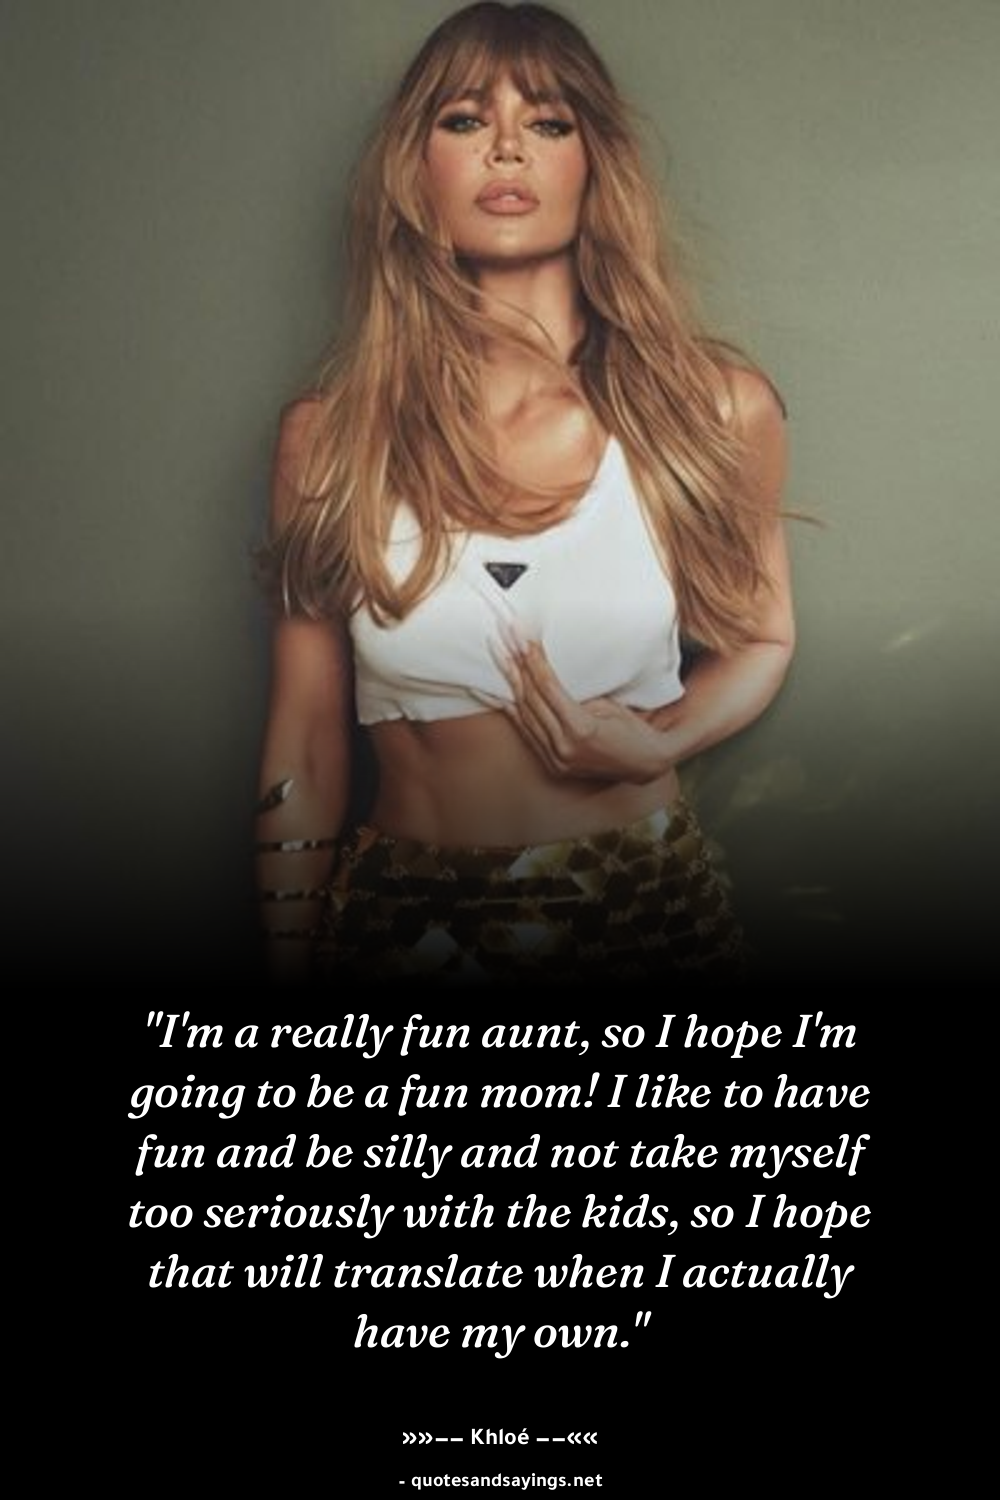 "I'm a really fun aunt, so I hope I'm
going to be a fun mom! I like to have
fun and be silly and not take myself
too seriously with the kids, so I hope
that will translate when I actually
have my own."
»»−− Khloé −−««
- quotesandsayings.net